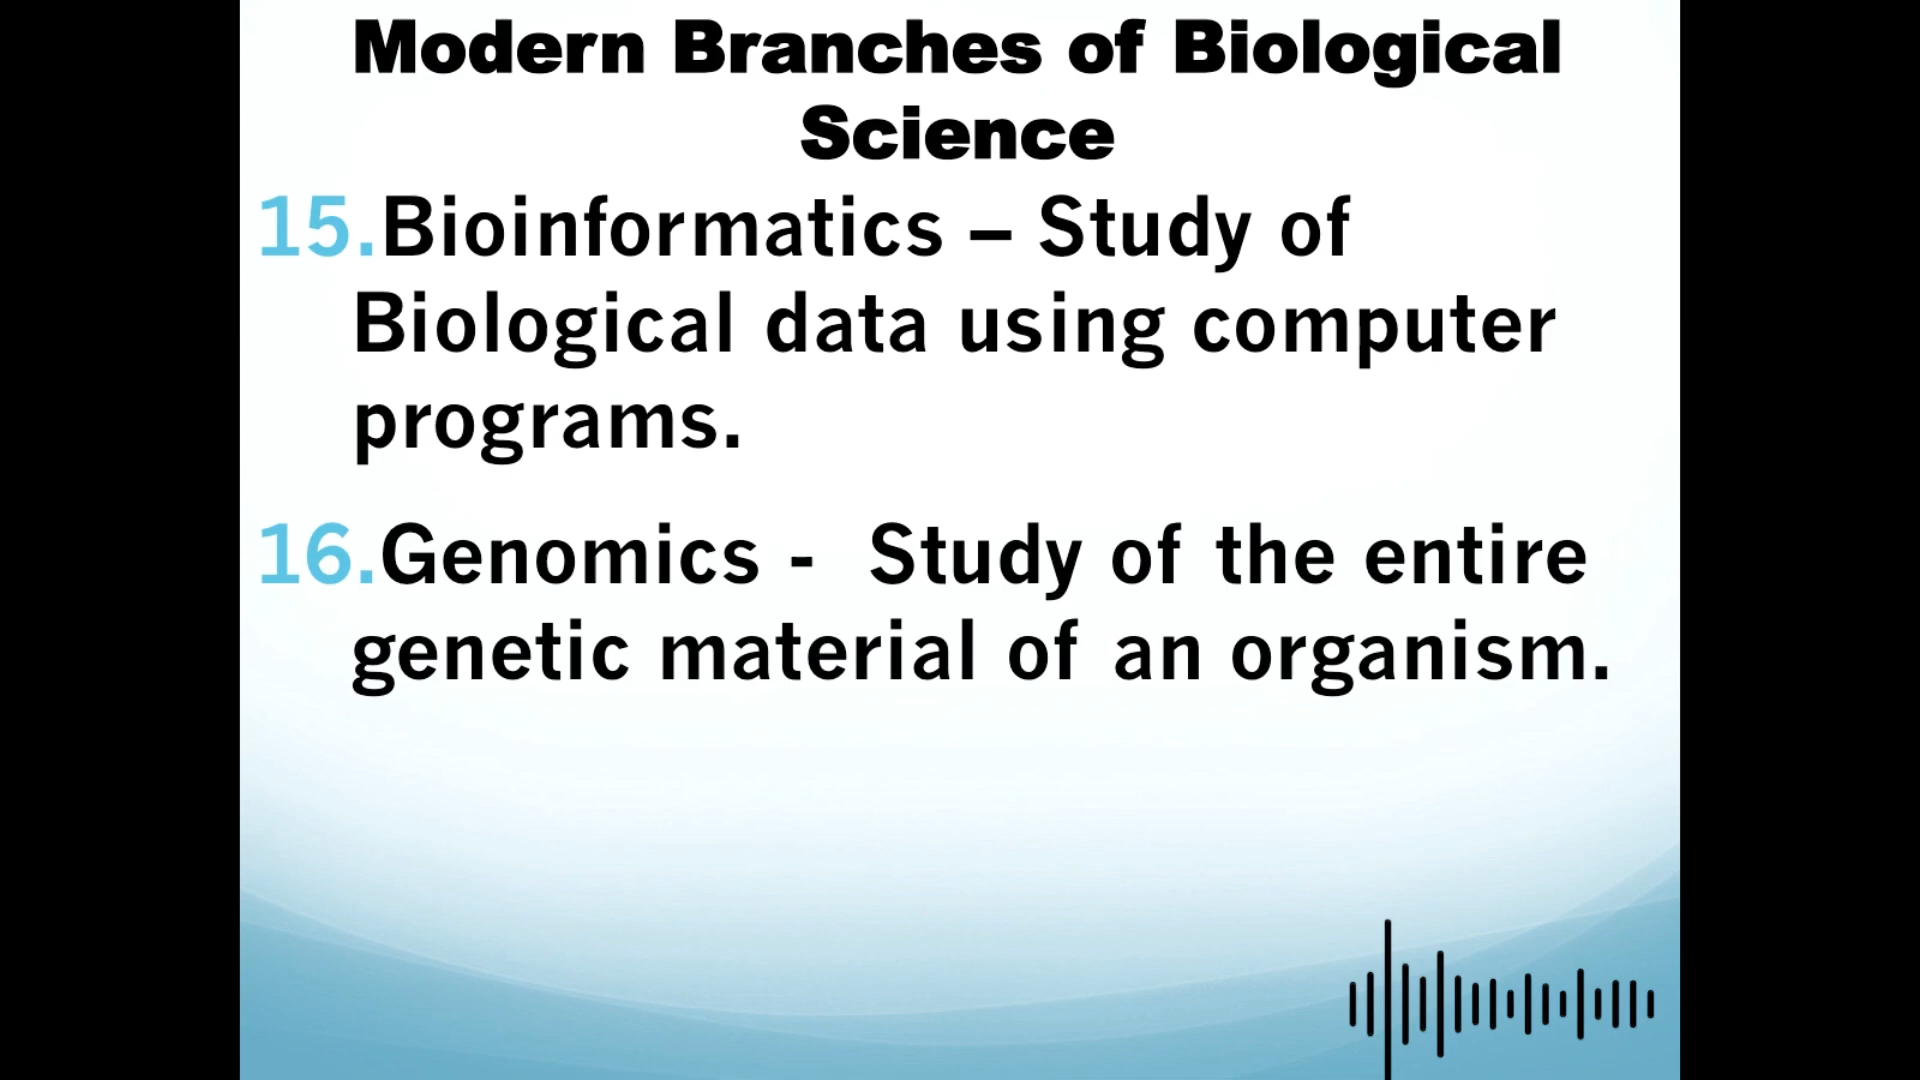 Modern Branches of Biological
Science
15.Bioinformatics – Study of
Biological data using computer
programs.
16.Genomics - Study of the entire
genetic material of an organism.